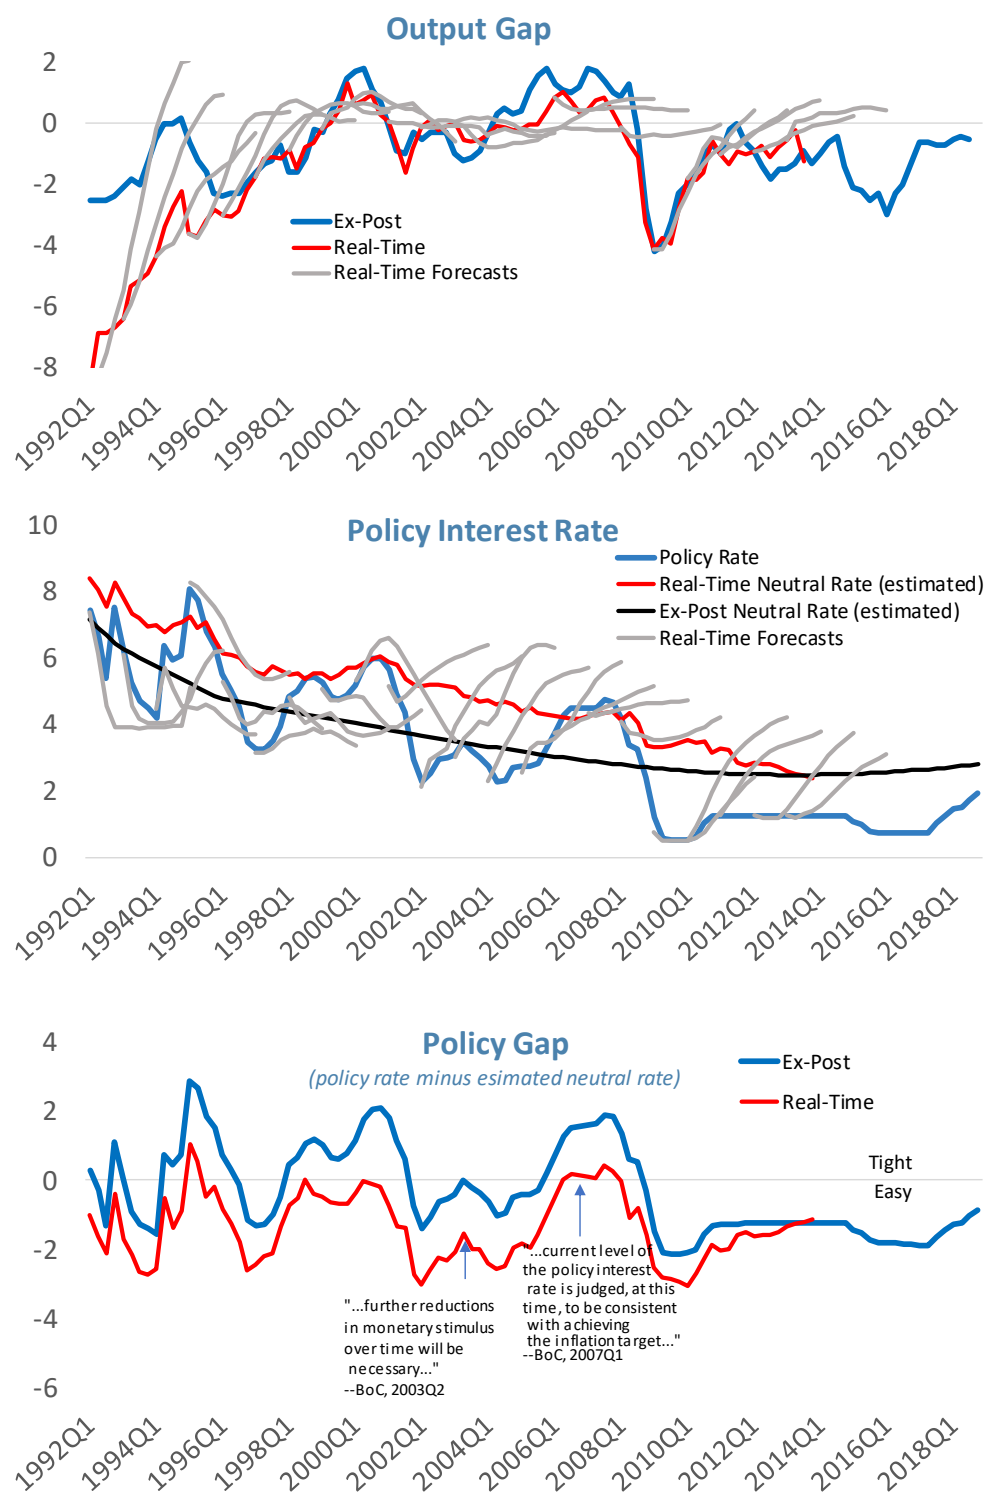 Output Gap
2
0
-2
-4
-6
-8
Ex-Post
Real-Time
Real-Time Forecasts
1992Q1
1994Q1
1996Q1
1998Q1
2000Q1
2002Q1
2004Q1
2006Q1
2008Q1
2010Q1
2012Q1
2014Q1
2016Q1
2018Q1
Policy Interest Rate
10
8
6
4
2
0
Policy Rate
Real-Time Neutral Rate (estimated)
Ex-Post Neutral Rate (estimated)
Real-Time Forecasts
1992Q1
1994Q1
1996Q1
1998Q1
2000Q1
2002Q1
2004Q1
2006Q1
2008Q1
2010Q1
2012Q1
2014Q1
2016Q1
2018Q1
Policy Gap
(policy rate minus esimated neutral rate)
4
2
0
-2
-4
-6
Ex-Post
Real-Time
Tight
Easy
"...further reductions
in monetary stimulus
over time will be
necessary..."
--BoC, 2003Q2
"...current level of
the policy interest
rate is judged, at this
time, to be consistent
with achieving
the inflation target..."
--BoC, 2007Q1
1992Q1
1994Q1
1996Q1
1998Q1
2000Q1
2002Q1
2004Q1
2006Q1
2008Q1
2010Q1
2012Q1
2014Q1
2016Q1
2018Q1